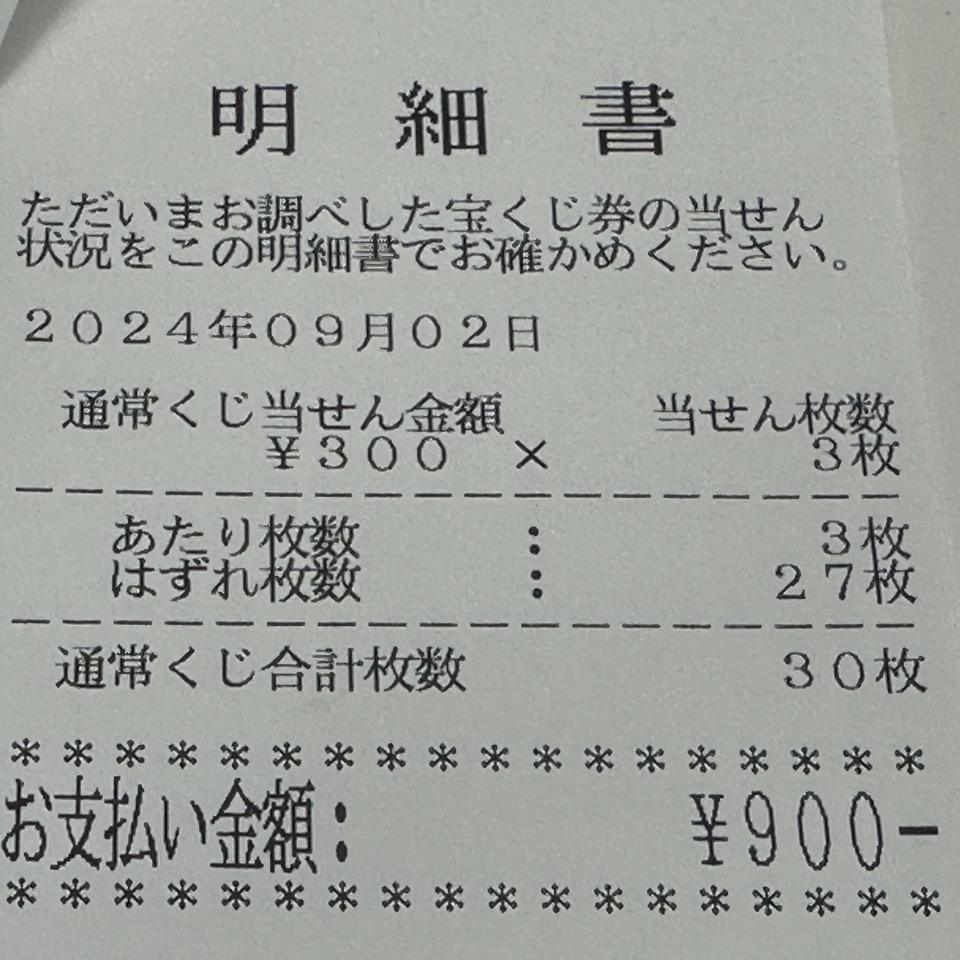 明細書
ただいまお調べした宝くじ券の当せん
状況をこの明細書でお確かめください。
2024年09月02日
通常くじ当せん金額 当せん枚数
¥300 × 3枚
あたり枚数 : 3枚
はずれ枚数 : 27枚
通常くじ合計枚数 30枚
******************
お支払い金額: ¥900-
******************